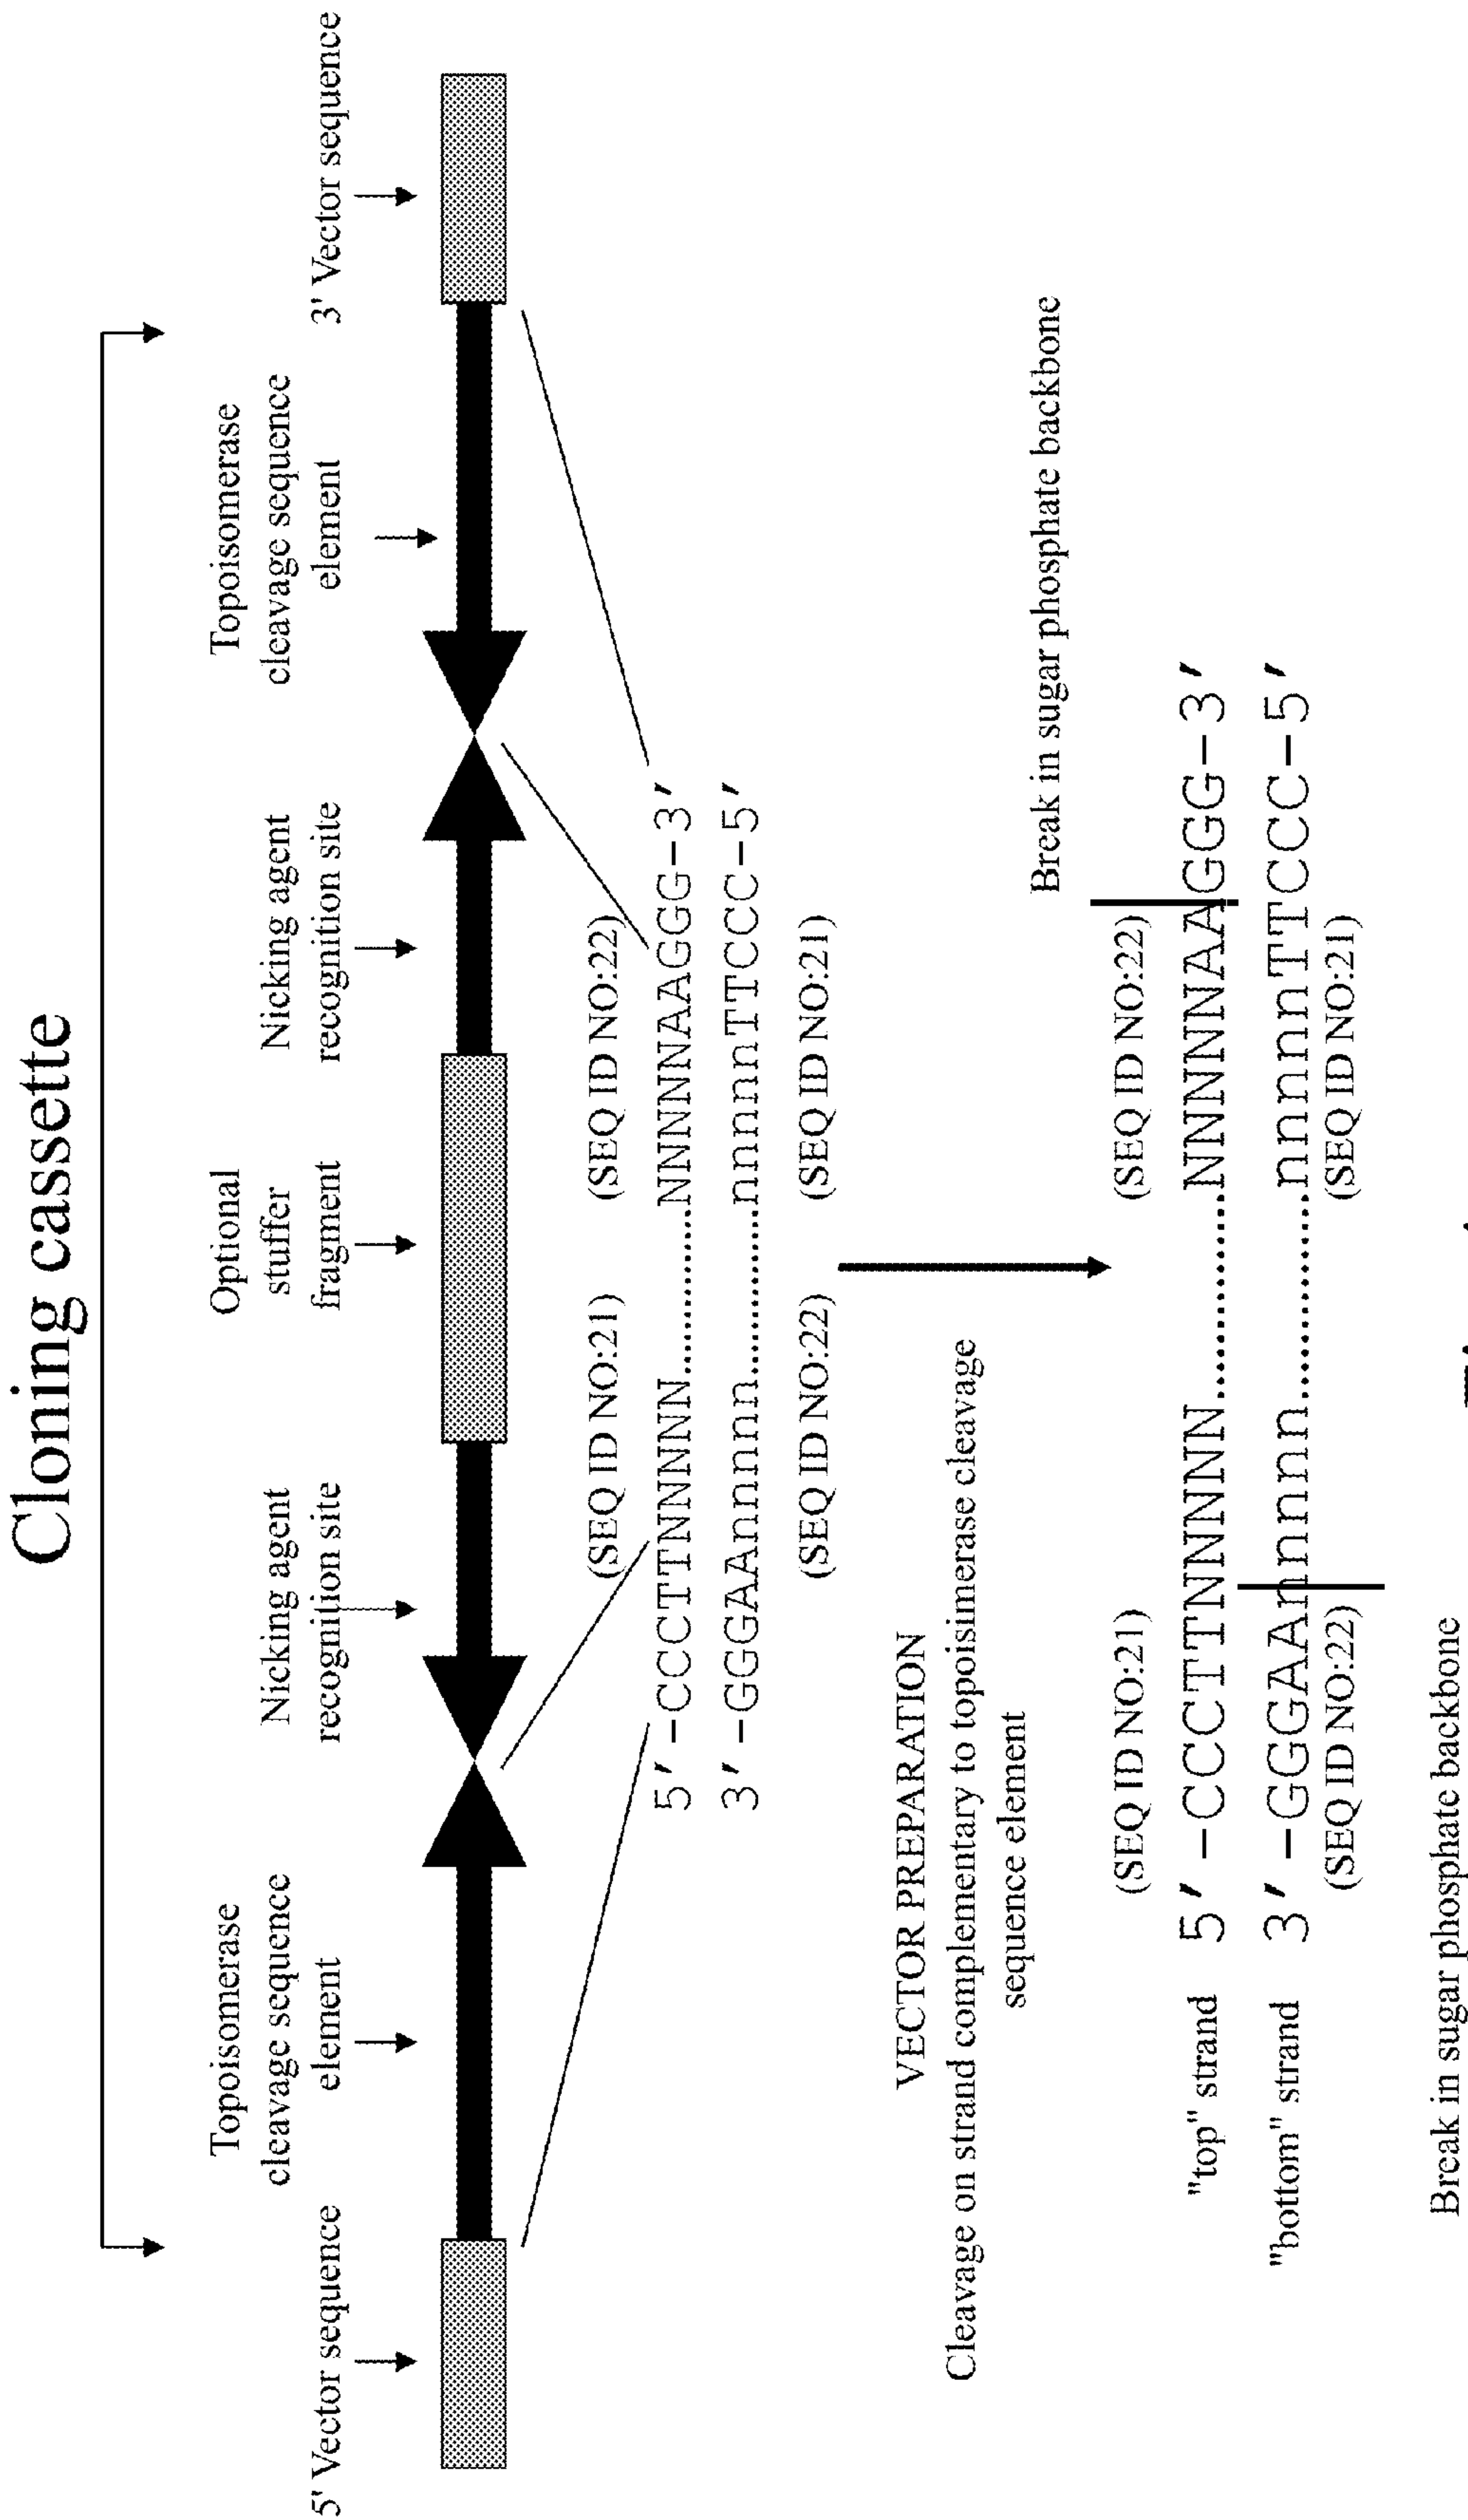 Cloning cassette
5' Vector sequence
Topoisomerase
cleavage sequence
element
Nicking agent
recognition site
Optional
stuffer
fragment
Nicking agent
recognition site
Topoisomerase
cleavage sequence
element
3' Vector sequence
(SEQ ID NO:21) (SEQ ID NO:22)
5'-CCCTTNNNNN..............NNNNNAAGGG-3'
3'-GGGAAnnnnn..............nnnnnTTCCC-5'
(SEQ ID NO:22) (SEQ ID NO:21)
VECTOR PREPARATION
Cleavage on strand complementary to topoisimerase cleavage
sequence element
Break in sugar phosphate backbone
(SEQ ID NO:21) (SEQ ID NO:22)
"top" strand 5'-CCCTTNNNNN..............NNNNNAAGGG-3'
"bottom" strand 3'-GGGAAnnnnn..............nnnnnTTCCC-5'
(SEQ ID NO:22) (SEQ ID NO:21)
Break in sugar phosphate backbone